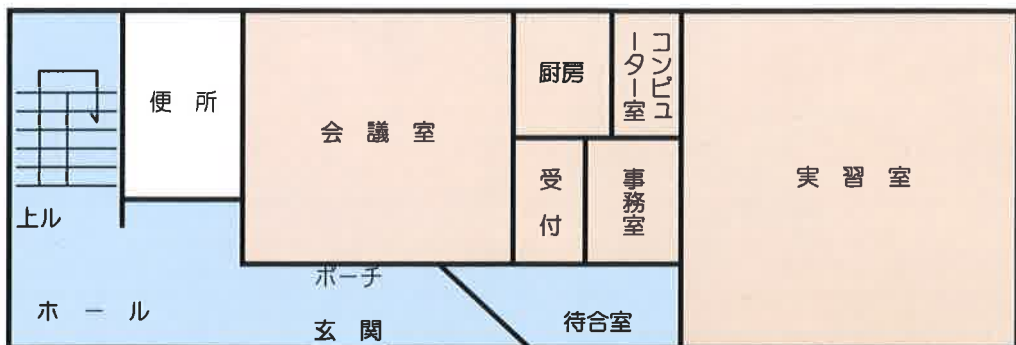 便 所
会 議 室
厨房
コンピュ
ーター室
受付
事務室
実 習 室
上ル
ポーチ
ホ ー ル
玄 関
待合室